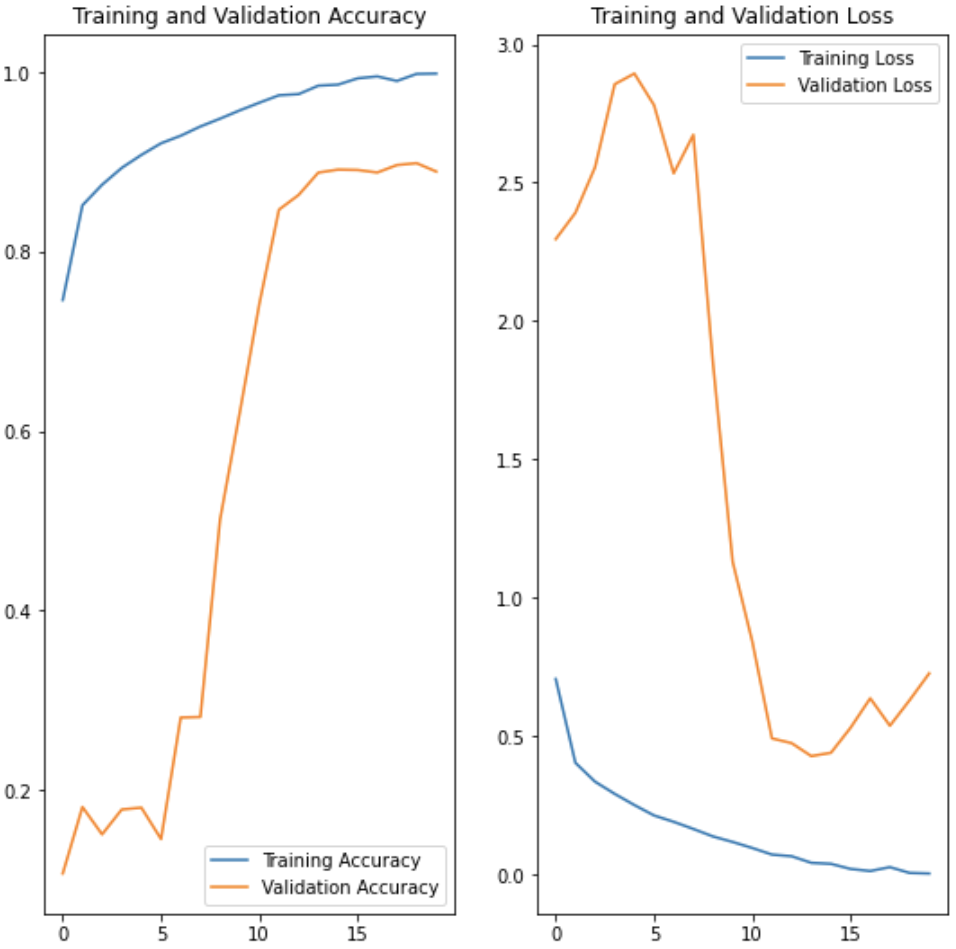 Training and Validation Accuracy
1.0
0.8
0.6
0.4
0.2
Training Accuracy
Validation Accuracy
0 5 10 15
Training and Validation Loss
3.0
Training Loss
Validation Loss
2.5
2.0
1.5
1.0
0.5
0.0
0 5 10 15